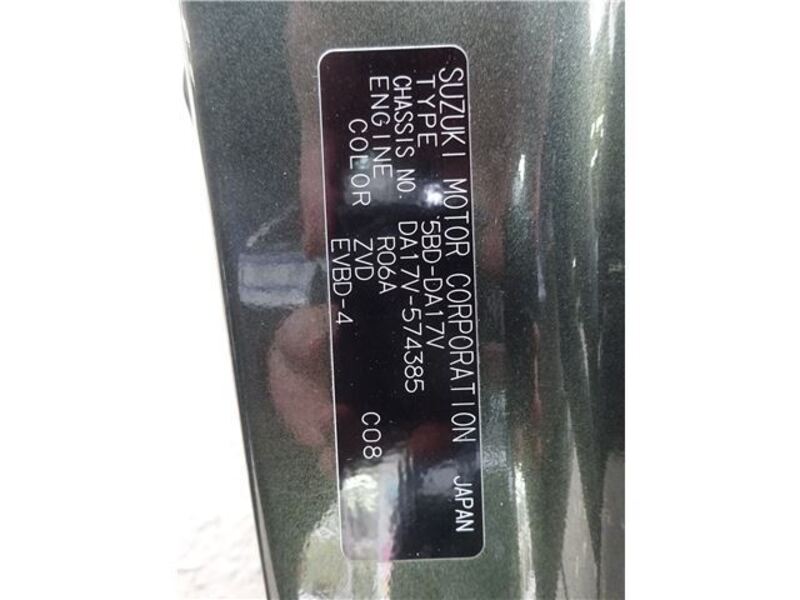 SUZUKI MOTOR CORPORATION JAPAN
TYPE 5BD-DA17V
CHASSIS NO. DA17V-574385
ENGINE R06A
COLOR ZVD C08
EVBD-4